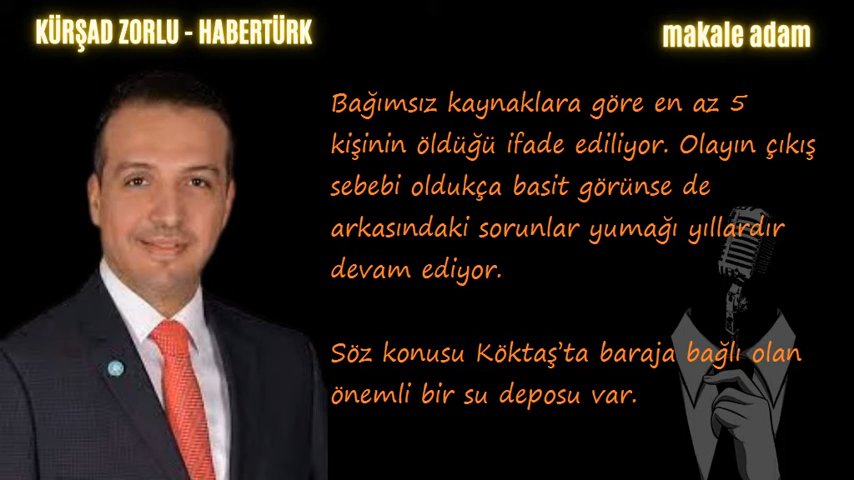 KÜRŞAD ZORLU - HABERTÜRK
makale adam
Bağımsız kaynaklara göre en az 5
kişinin öldüğü ifade ediliyor. Olayın çıkış
sebebi oldukça basit görünse de
arkasındaki sorunlar yumağı yıllardır
devam ediyor.
Söz konusu Köktaş'ta baraja bağlı olan
önemli bir su deposu var.